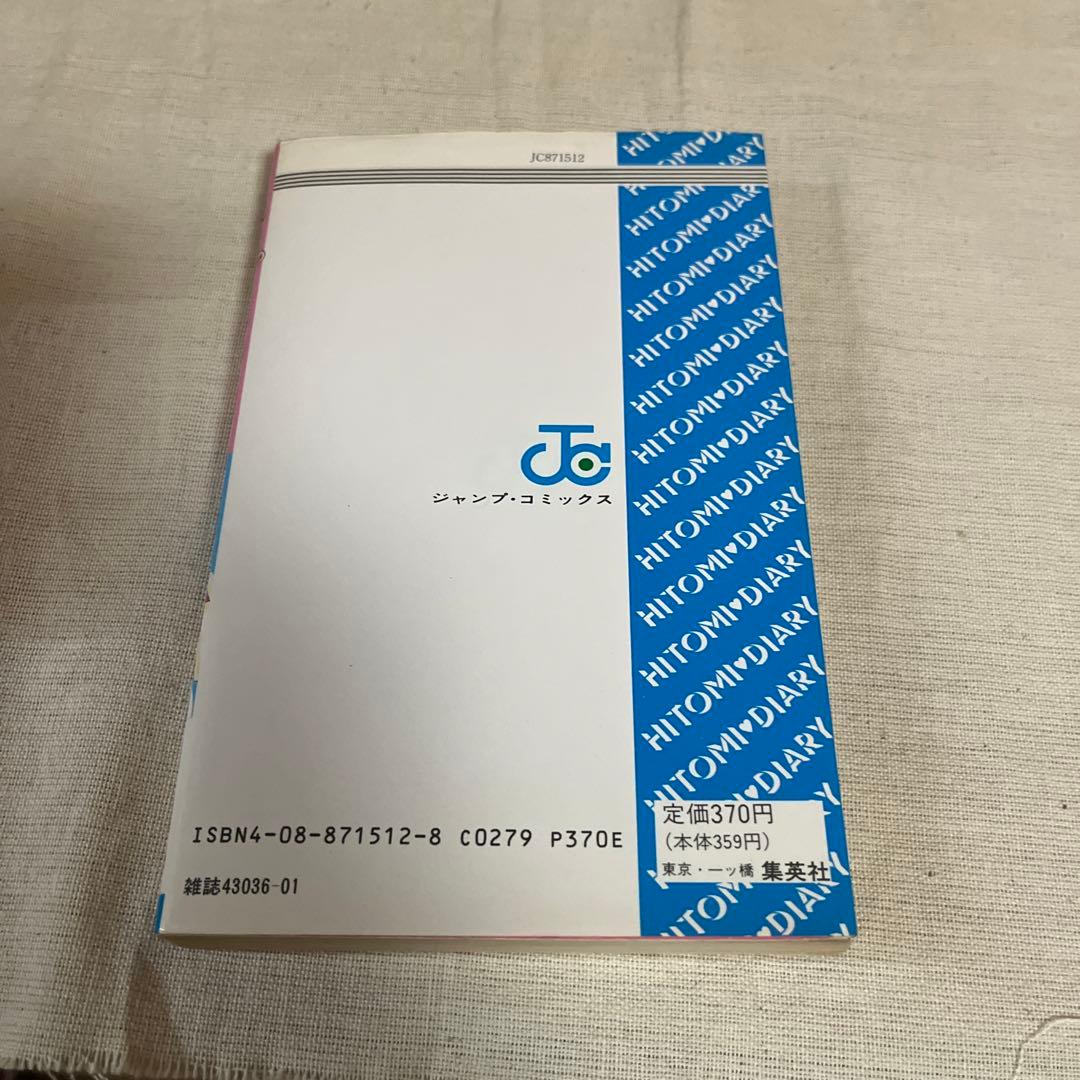 JC871512
HITOMI♥DIARY
HITOMI♥DIARY
HITOMI♥DIARY
HITOMI♥DIARY
HITOMI♥DIARY
HITOMI♥DIARY
HITOMI♥DIARY
HITOMI♥DIARY
HITOMI♥DIARY
HITOMI♥DIARY
HITOMI♥DIARY
HITOMI♥DIARY
JC
ジャンプ・コミックス
ISBN4-08-871512-8 C0279 P370E
雑誌43036-01
定価370円
(本体359円)
東京・一ッ橋 集英社